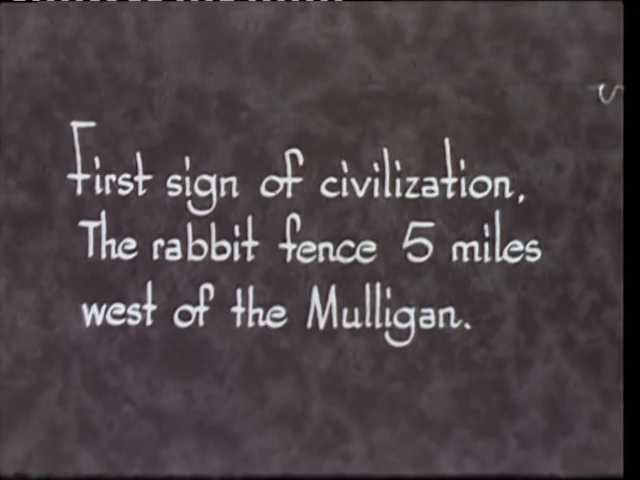 First sign of civilization.
The rabbit fence 5 miles
west of the Mulligan.